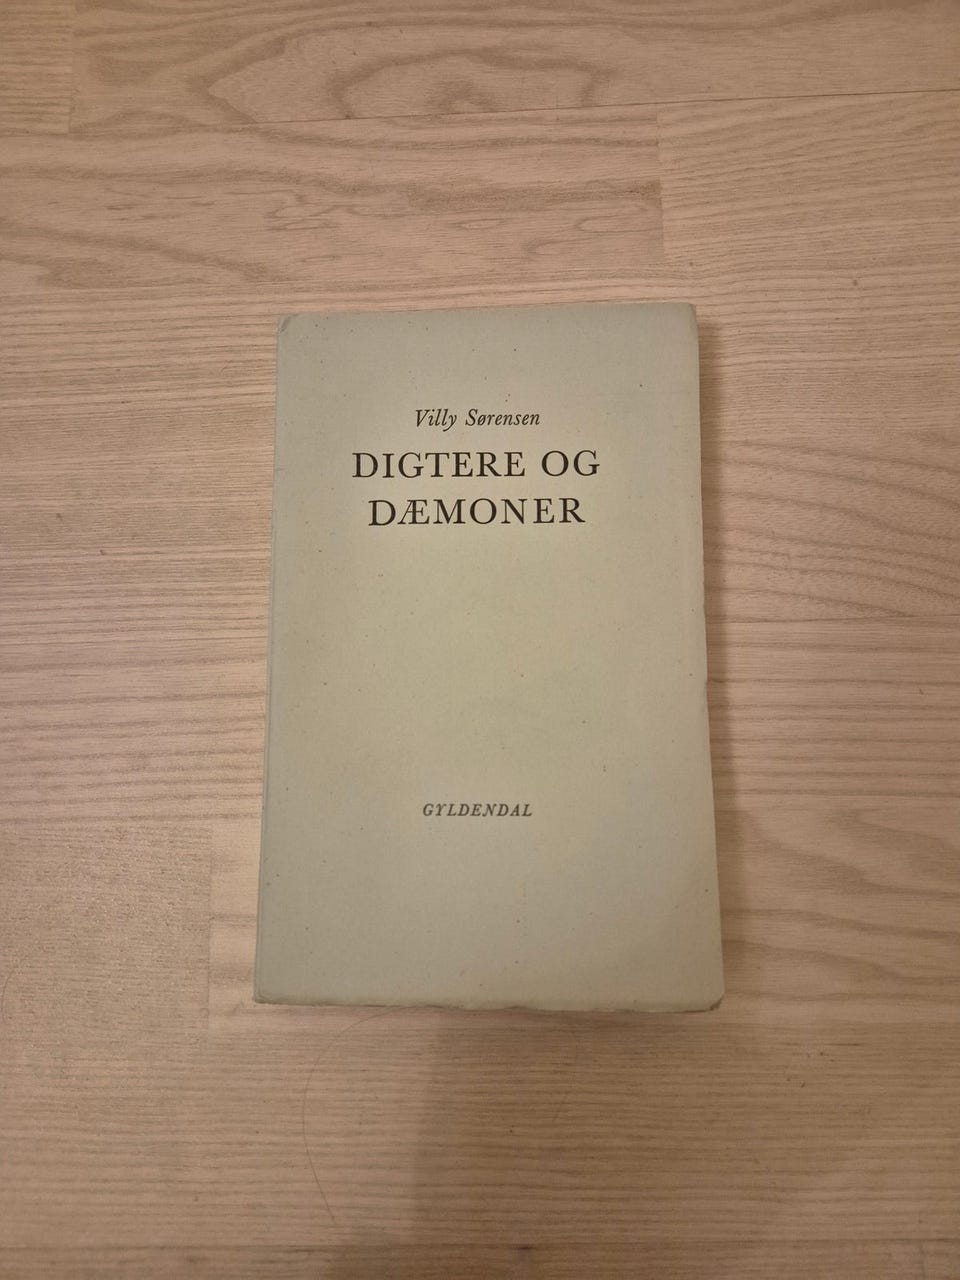 Villy Sørensen
DIGTERE OG
DÆMONER
GYLDENDAL